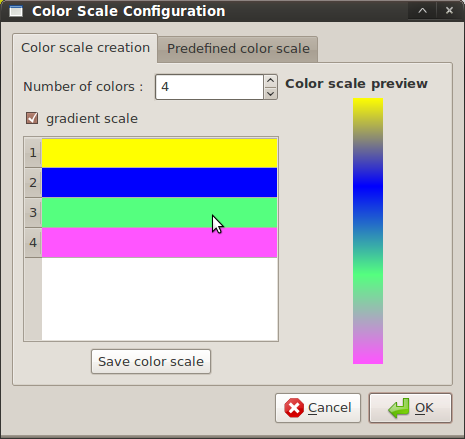 Color Scale Configuration
Color scale creation
Predefined color scale
Number of colors :
4
Color scale preview
gradient scale
1
2
3
4
Save color scale
Cancel
OK